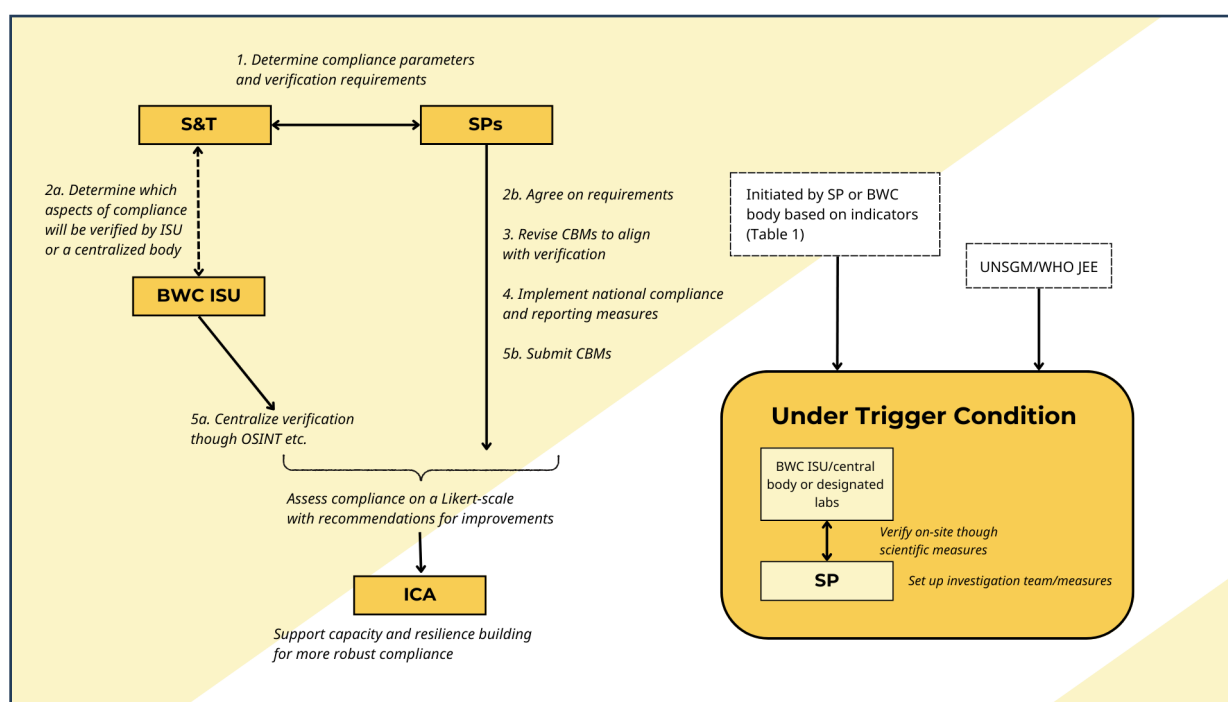 1. Determine compliance parameters
and verification requirements
S&T
SPs
2a. Determine which
aspects of compliance
will be verified by ISU
or a centralized body
2b. Agree on requirements
3. Revise CBMs to align
with verification
4. Implement national compliance
and reporting measures
5b. Submit CBMs
BWC ISU
5a. Centralize verification
though OSINT etc.
Assess compliance on a Likert-scale
with recommendations for improvements
ICA
Support capacity and resilience building
for more robust compliance
Initiated by SP or BWC
body based on indicators
(Table 1)
UNSGM/WHO JEE
Under Trigger Condition
BWC ISU/central
body or designated
labs
Verify on-site though
scientific measures
SP
Set up investigation team/measures